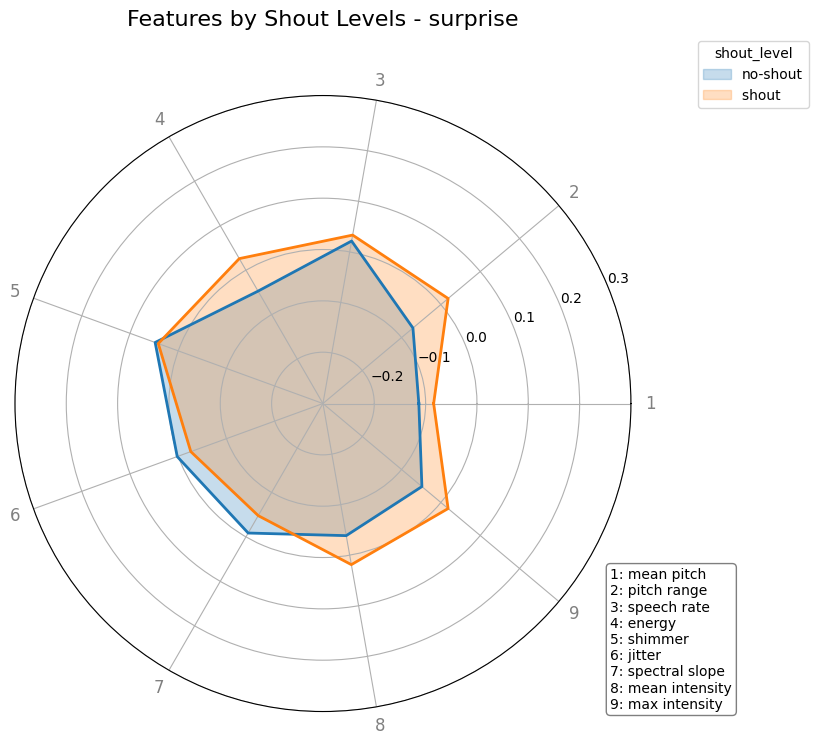 Features by Shout Levels - surprise
shout_level
no-shout
shout
3
4
2
5
0.3
0.2
0.1
0.0
−0.1
−0.2
1
6
9
7
8
1: mean pitch
2: pitch range
3: speech rate
4: energy
5: shimmer
6: jitter
7: spectral slope
8: mean intensity
9: max intensity